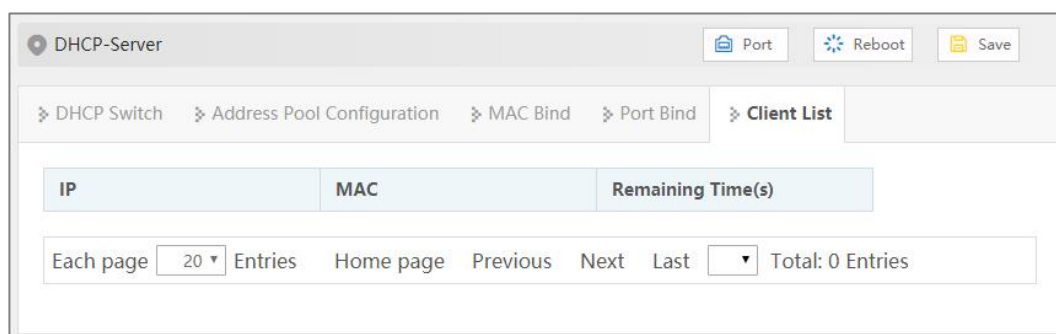 DHCP-Server Port Reboot Save
DHCP Switch Address Pool Configuration MAC Bind Port Bind Client List
IP MAC Remaining Time(s)
Each page 20 Entries Home page Previous Next Last Total: 0 Entries